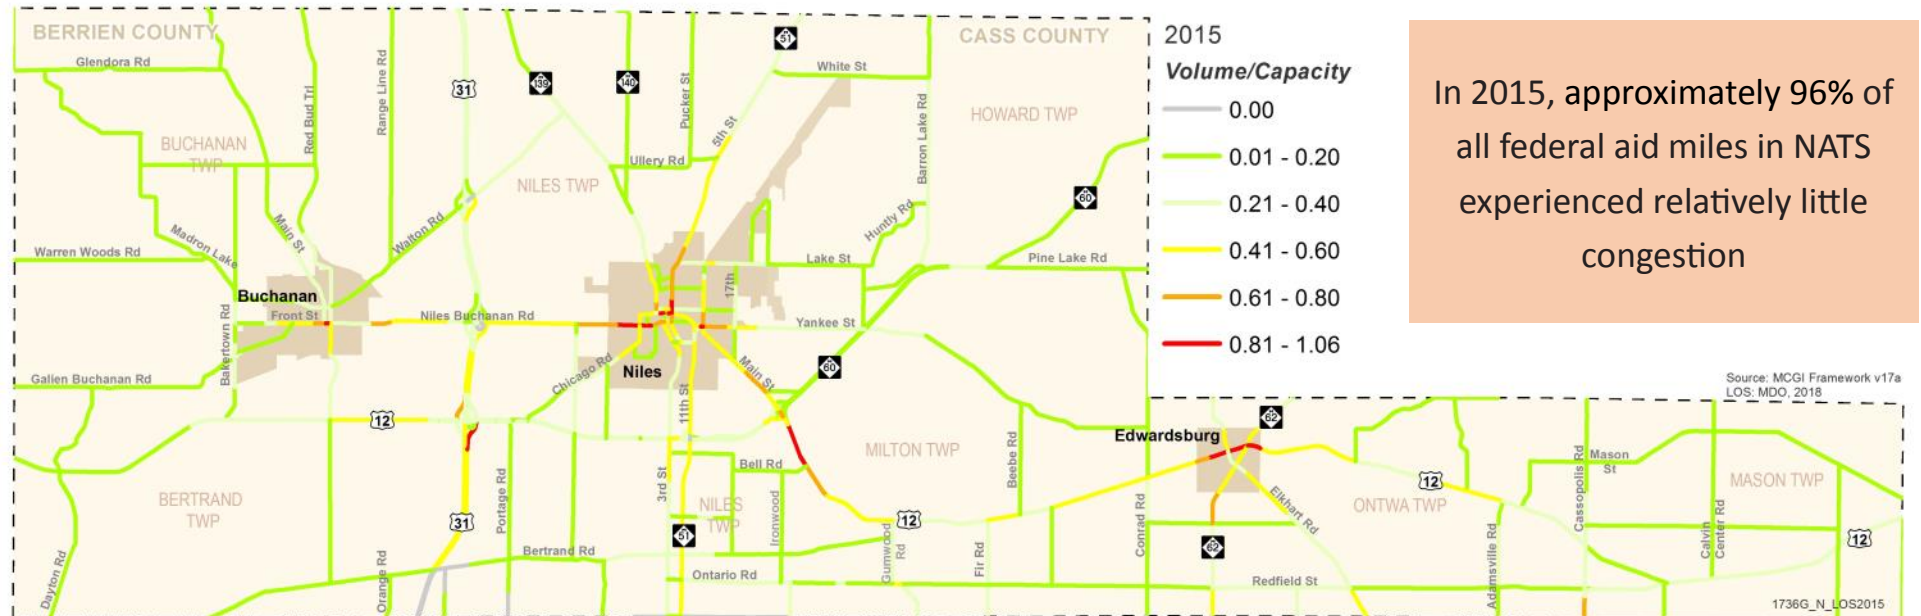 BERRIEN COUNTY
Glendora Rd
Red Bud Trl
Range Line Rd
31
139
140
Pucker St
51
White St
CASS COUNTY
BUCHANAN
TWP
HOWARD TWP
5th St
Barron Lake Rd
Ullery Rd
NILES TWP
60
Main St
Madron Lake
Walton Rd
Huntly Rd
Warren Woods Rd
Lake St
Pine Lake Rd
17th
Buchanan
Front St
Niles Buchanan Rd
Yankee St
Bakertown Rd
Chicago Rd
Niles
Main St
60
Galien Buchanan Rd
11th St
12
Edwardsburg
62
MILTON TWP
Beebe Rd
Bell Rd
3rd St
Portage Rd
BERTRAND
TWP
NILES
TWP
Ironwood
Conrad Rd
Elkhart Rd
12
ONTWA TWP
Cassopolis Rd
Mason
St
MASON TWP
31
51
12
Gumwood
Rd
Fir Rd
62
Adamsville Rd
Calvin
Center Rd
12
Dayton Rd
Orange Rd
Bertrand Rd
Ontario Rd
Redfield St
1736G_N_LOS2015
2015
Volume/Capacity
0.00
0.01 - 0.20
0.21 - 0.40
0.41 - 0.60
0.61 - 0.80
0.81 - 1.06
In 2015, approximately 96% of
all federal aid miles in NATS
experienced relatively little
congestion
Source: MCGI Framework v17a
LOS: MDO, 2018